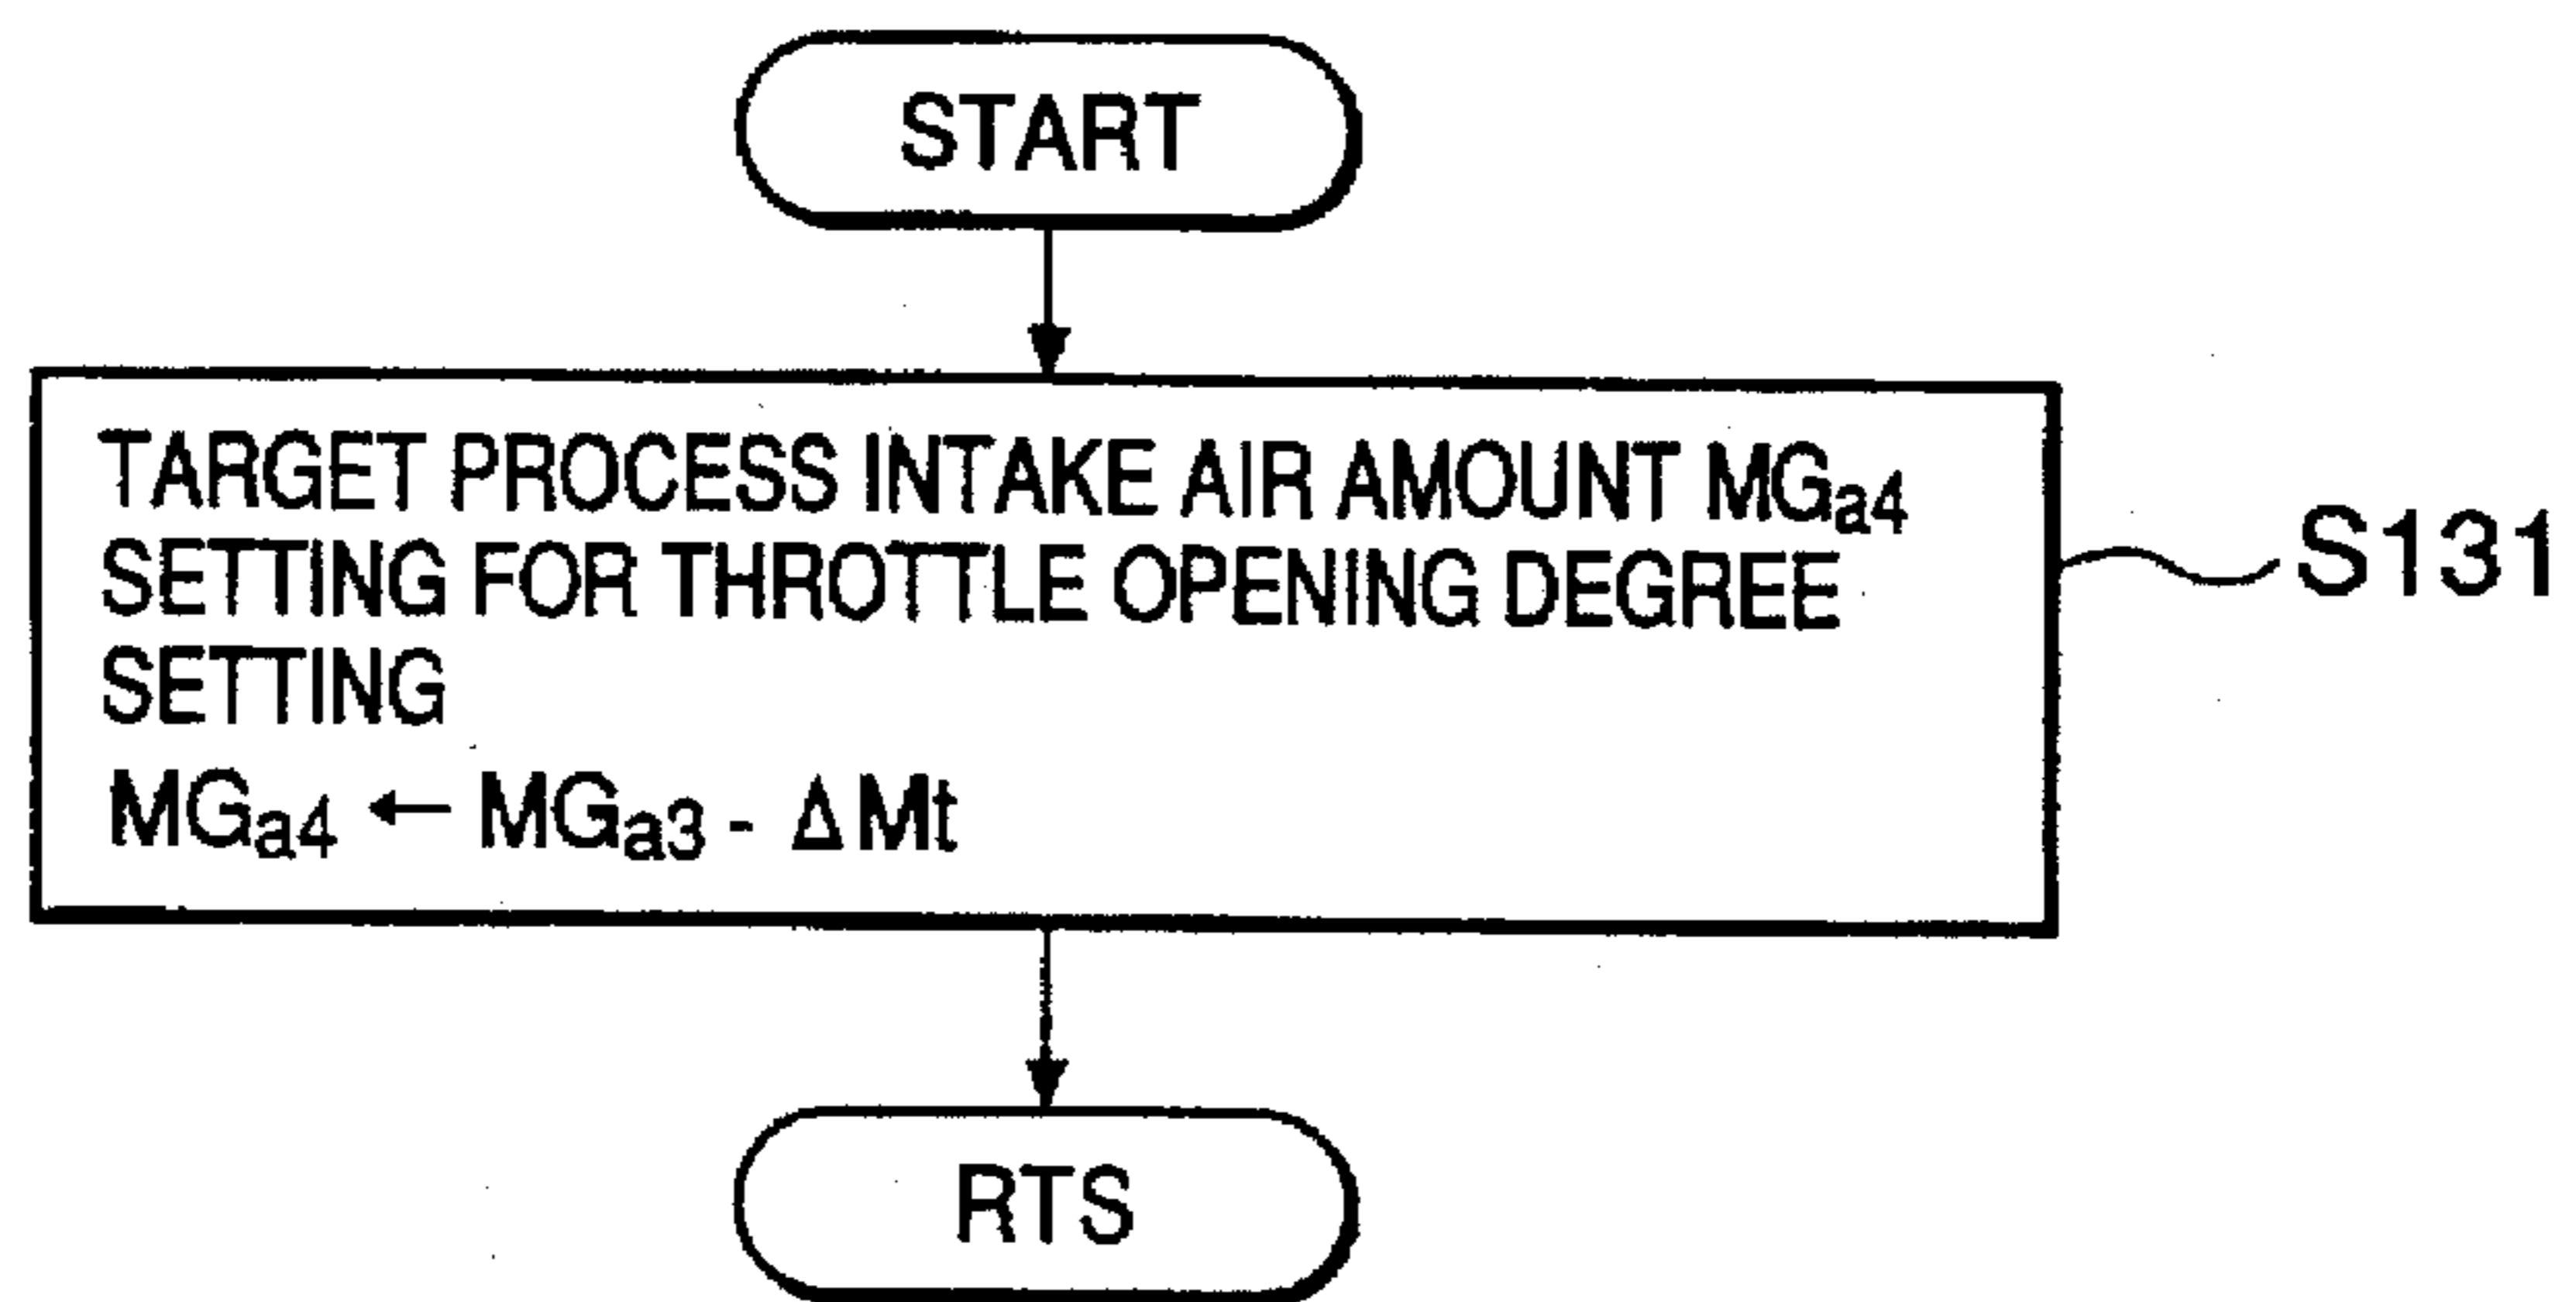 START
TARGET PROCESS INTAKE AIR AMOUNT MGa4
SETTING FOR THROTTLE OPENING DEGREE
SETTING
MGa4 ← MGa3 - ΔMt
S131
RTS